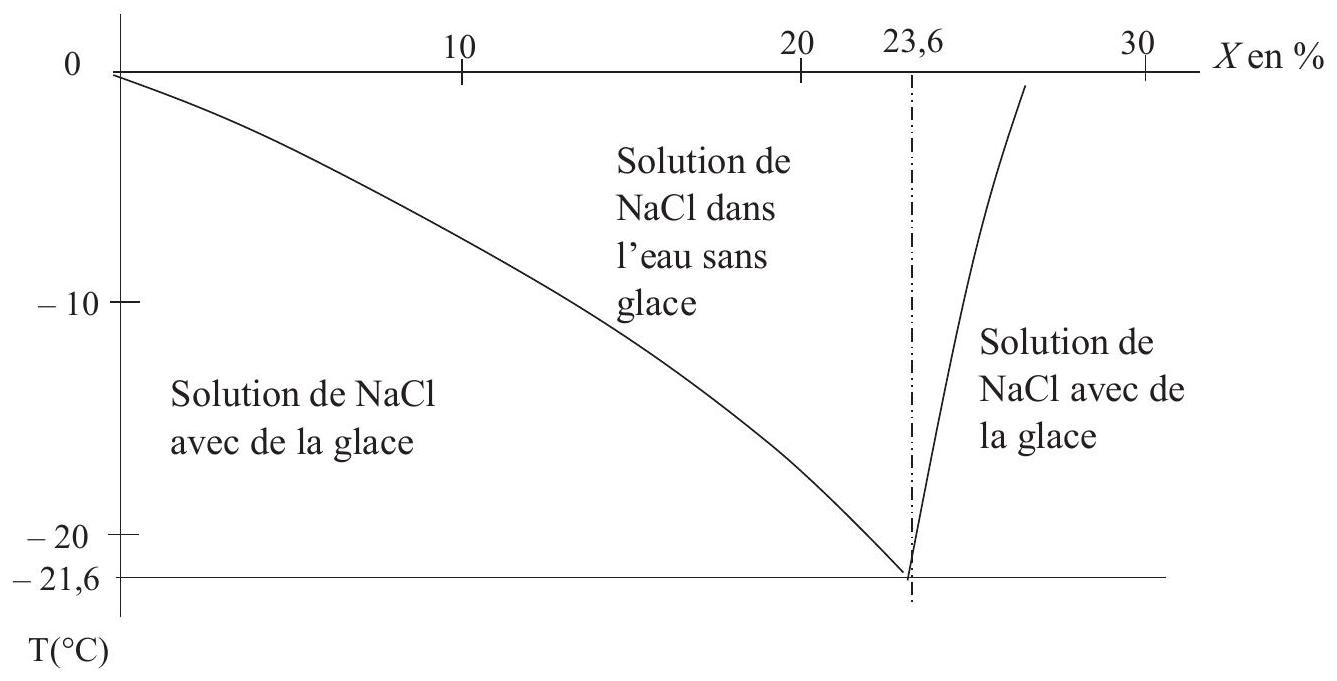 0
10
20
23,6
30
X en %
Solution de
NaCl dans
l’eau sans
glace
– 10
Solution de
NaCl avec de
la glace
Solution de NaCl
avec de la glace
– 20
– 21,6
T(°C)